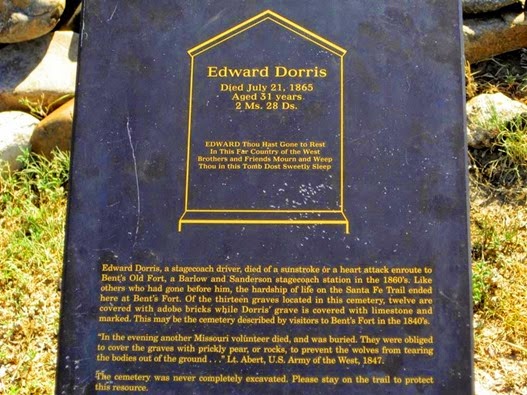 Edward Dorris
Died July 21, 1865
Aged 31 years
2 Ms. 28 Ds.
EDWARD Thou Hast Gone to Rest
In This Far Country of the West
Brothers and Friends Mourn and Weep
Thou in this Tomb Dost Sweetly Sleep
Edward Dorris, a stagecoach driver, died of a sunstroke or a heart attack enroute to
Bent's Old Fort, a Barlow and Sanderson stagecoach station in the 1860's. Like
others who had gone before him, the hardship of life on the Santa Fe Trail ended
here at Bent's Fort. Of the thirteen graves located in this cemetery, twelve are
covered with adobe bricks while Dorris' grave is covered with limestone and
marked. This may be the cemetery described by visitors to Bent's Fort in the 1840's.
"In the evening another Missouri volunteer died, and was buried. They were obliged
to cover the graves with prickly pear, or rocks, to prevent the wolves from tearing
the bodies out of the ground . . ." Lt. Abert, U.S. Army of the West, 1847.
The cemetery was never completely excavated. Please stay on the trail to protect
this resource.